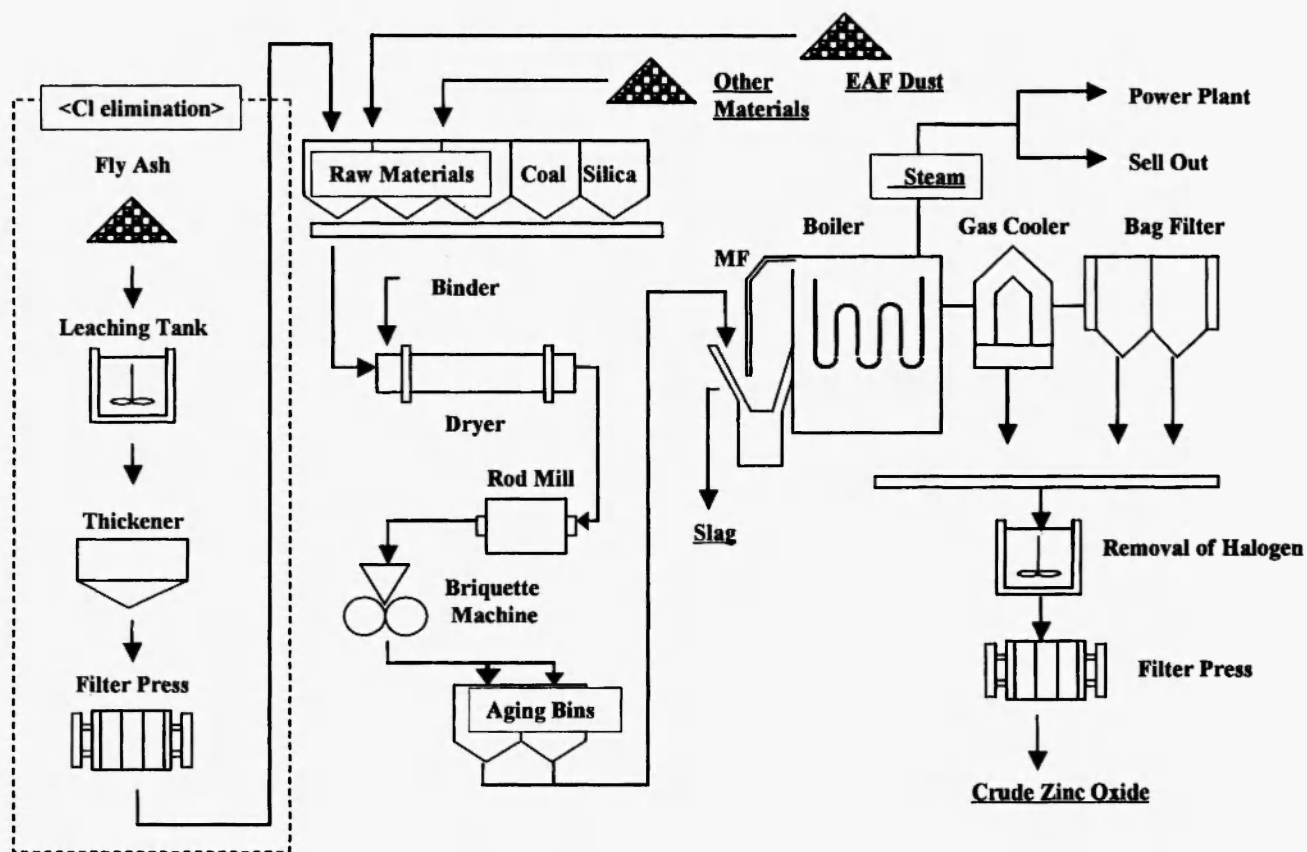 <Cl elimination>
Fly Ash
Leaching Tank
Thickener
Filter Press
Other
Materials
EAF Dust
Raw Materials
Coal
Silica
Binder
Dryer
Rod Mill
Briquette
Machine
Aging Bins
MF
Slag
Boiler
Steam
Power Plant
Sell Out
Gas Cooler
Bag Filter
Removal of Halogen
Filter Press
Crude Zinc Oxide